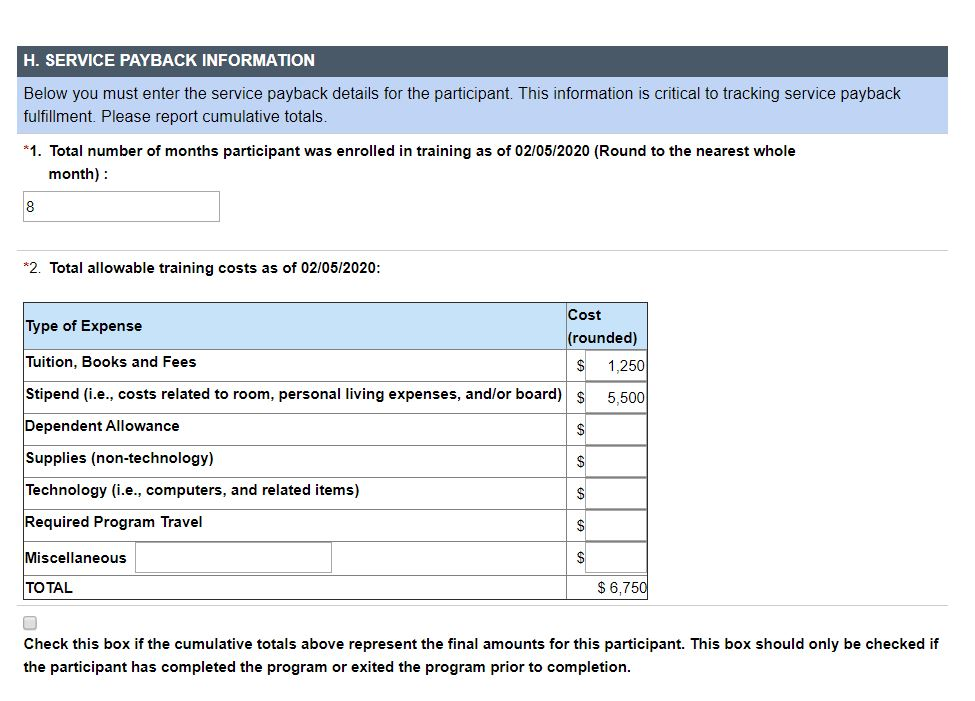 H. SERVICE PAYBACK INFORMATION
Below you must enter the service payback details for the participant. This information is critical to tracking service payback
fulfillment. Please report cumulative totals.
*1. Total number of months participant was enrolled in training as of 02/05/2020 (Round to the nearest whole
month) :
8
*2. Total allowable training costs as of 02/05/2020:
Type of Expense Cost (rounded)
Tuition, Books and Fees $ 1,250
Stipend (i.e., costs related to room, personal living expenses, and/or board) $ 5,500
Dependent Allowance $
Supplies (non-technology) $
Technology (i.e., computers, and related items) $
Required Program Travel $
Miscellaneous $
TOTAL $ 6,750
Check this box if the cumulative totals above represent the final amounts for this participant. This box should only be checked if
the participant has completed the program or exited the program prior to completion.